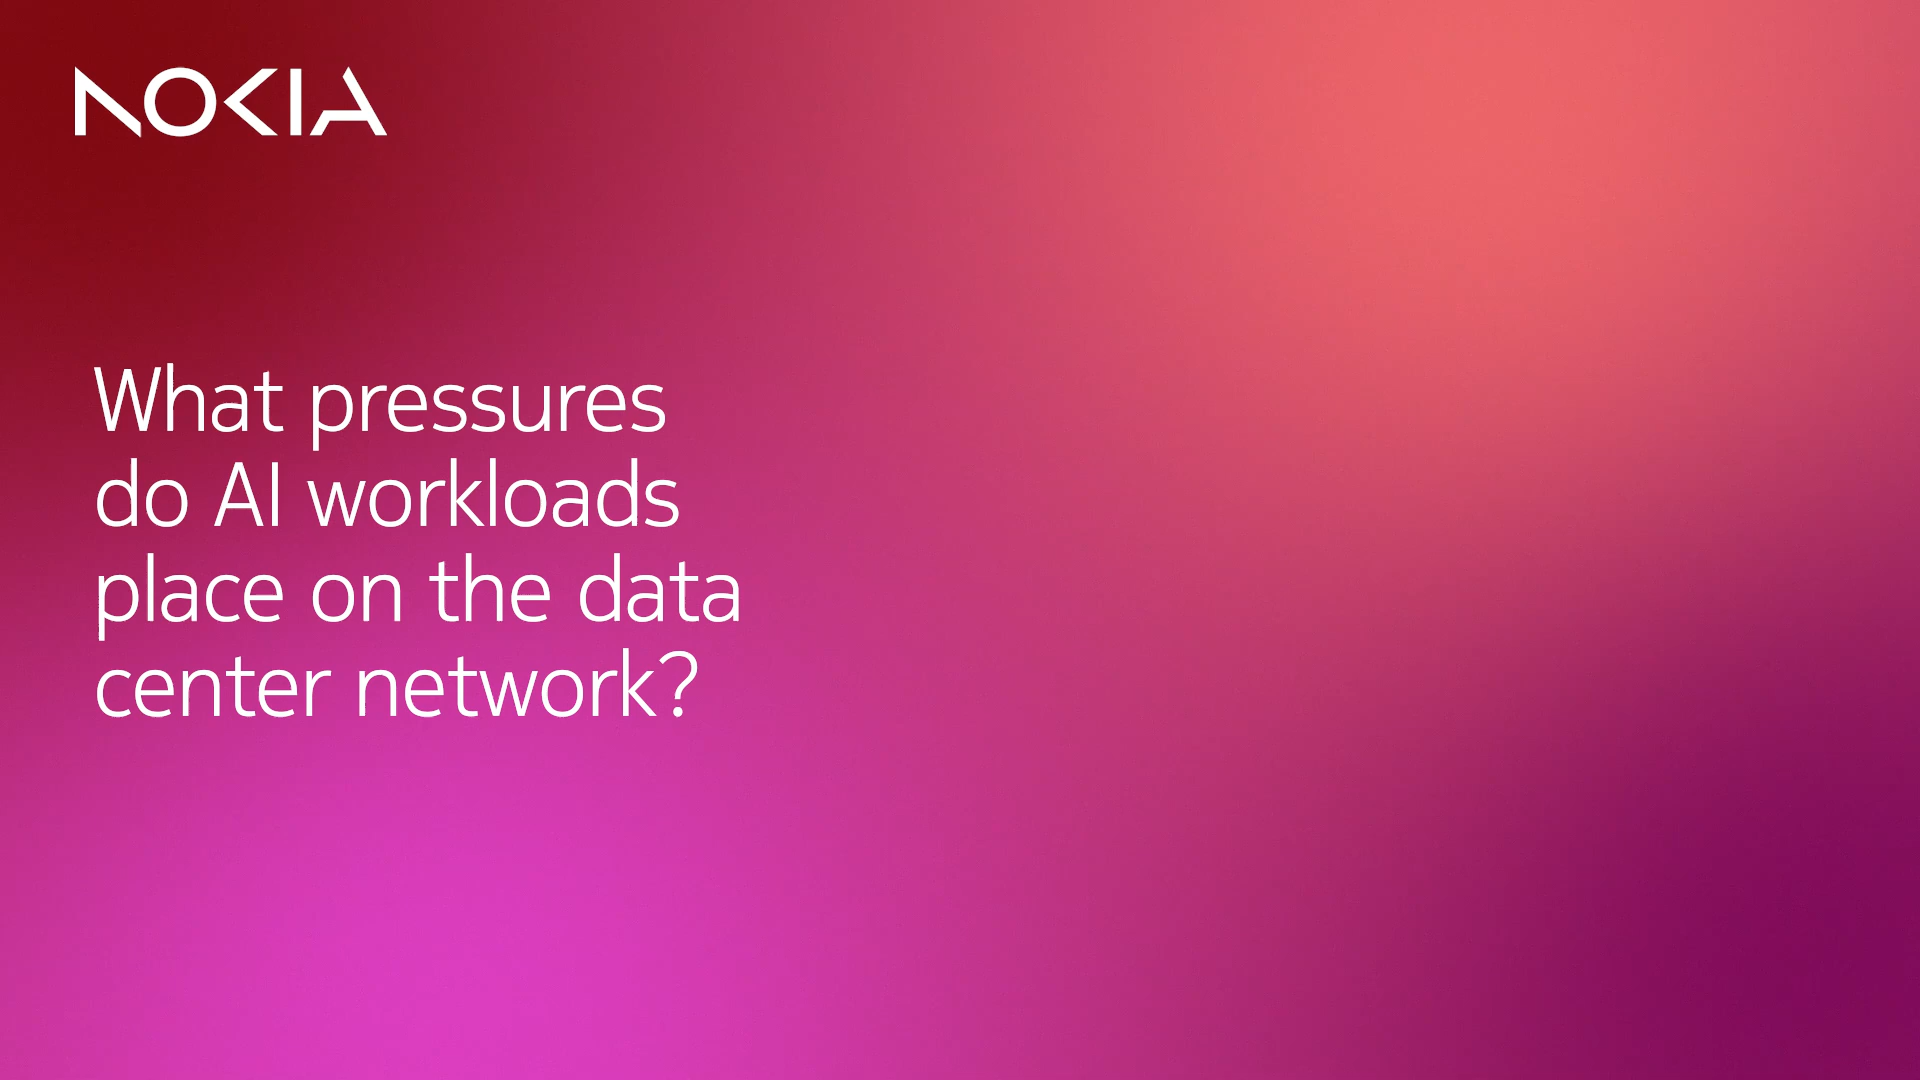 NOKIA
What pressures
do AI workloads
place on the data
center network?